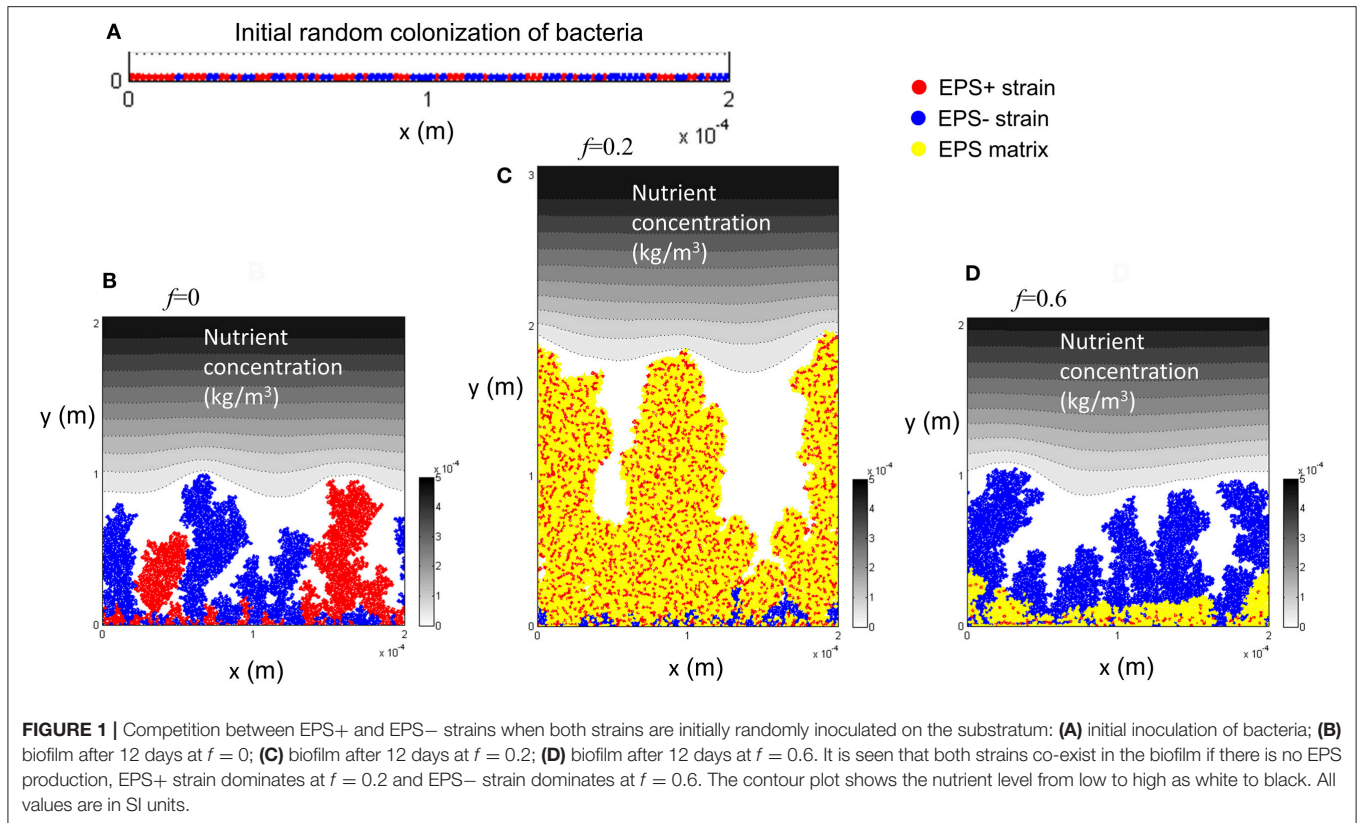 A
Initial random colonization of bacteria
0
0 1 2
x (m)
× 10⁻⁴
EPS+ strain
EPS- strain
EPS matrix
B
f=0
2
Nutrient
concentration
(kg/m³)
y (m)
1
0
0 1 2
× 10⁻⁴
x (m)
× 10⁻⁴
5
4
3
2
1
0
C
f=0.2
3
Nutrient
concentration
(kg/m³)
2
y (m)
1
0
0 1 2
× 10⁻⁴
x (m)
× 10⁻⁴
5
4
3
2
1
0
D
f=0.6
2
Nutrient
concentration
(kg/m³)
y (m)
1
0
0 1 2
× 10⁻⁴
x (m)
× 10⁻⁴
5
4
3
2
1
0
FIGURE 1 | Competition between EPS+ and EPS− strains when both strains are initially randomly inoculated on the substratum: (A) initial inoculation of bacteria; (B)
biofilm after 12 days at f = 0; (C) biofilm after 12 days at f = 0.2; (D) biofilm after 12 days at f = 0.6. It is seen that both strains co-exist in the biofilm if there is no EPS
production, EPS+ strain dominates at f = 0.2 and EPS− strain dominates at f = 0.6. The contour plot shows the nutrient level from low to high as white to black. All
values are in SI units.